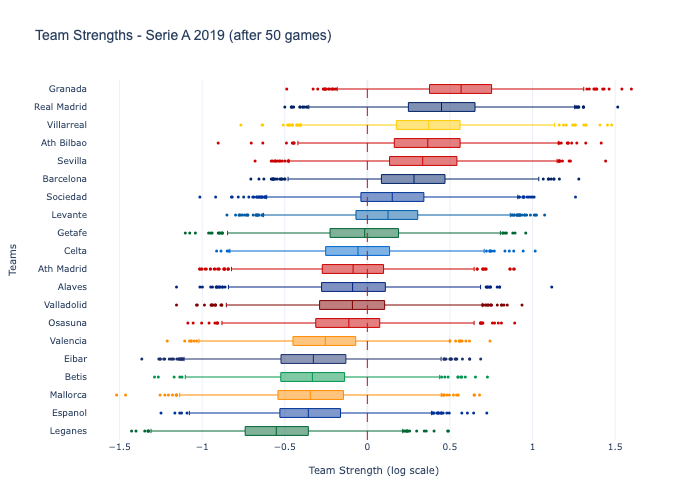 Team Strengths - Serie A 2019 (after 50 games)
Granada
Real Madrid
Villarreal
Ath Bilbao
Sevilla
Barcelona
Sociedad
Levante
Getafe
Celta
Ath Madrid
Alaves
Valladolid
Osasuna
Valencia
Eibar
Betis
Mallorca
Espanol
Leganes
Teams
−1.5 −1 −0.5 0 0.5 1 1.5
Team Strength (log scale)